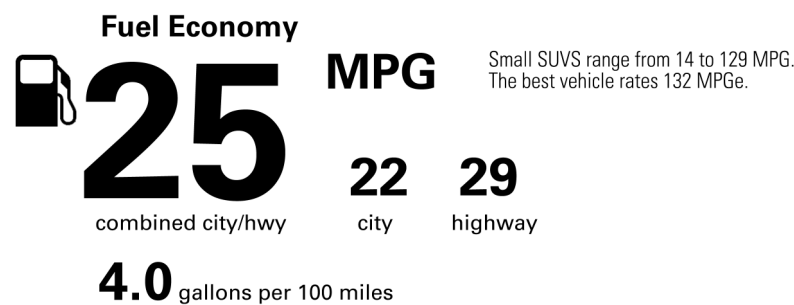 Fuel Economy
25 MPG
Small SUVS range from 14 to 129 MPG.
The best vehicle rates 132 MPGe.
22 29
combined city/hwy city highway
4.0 gallons per 100 miles